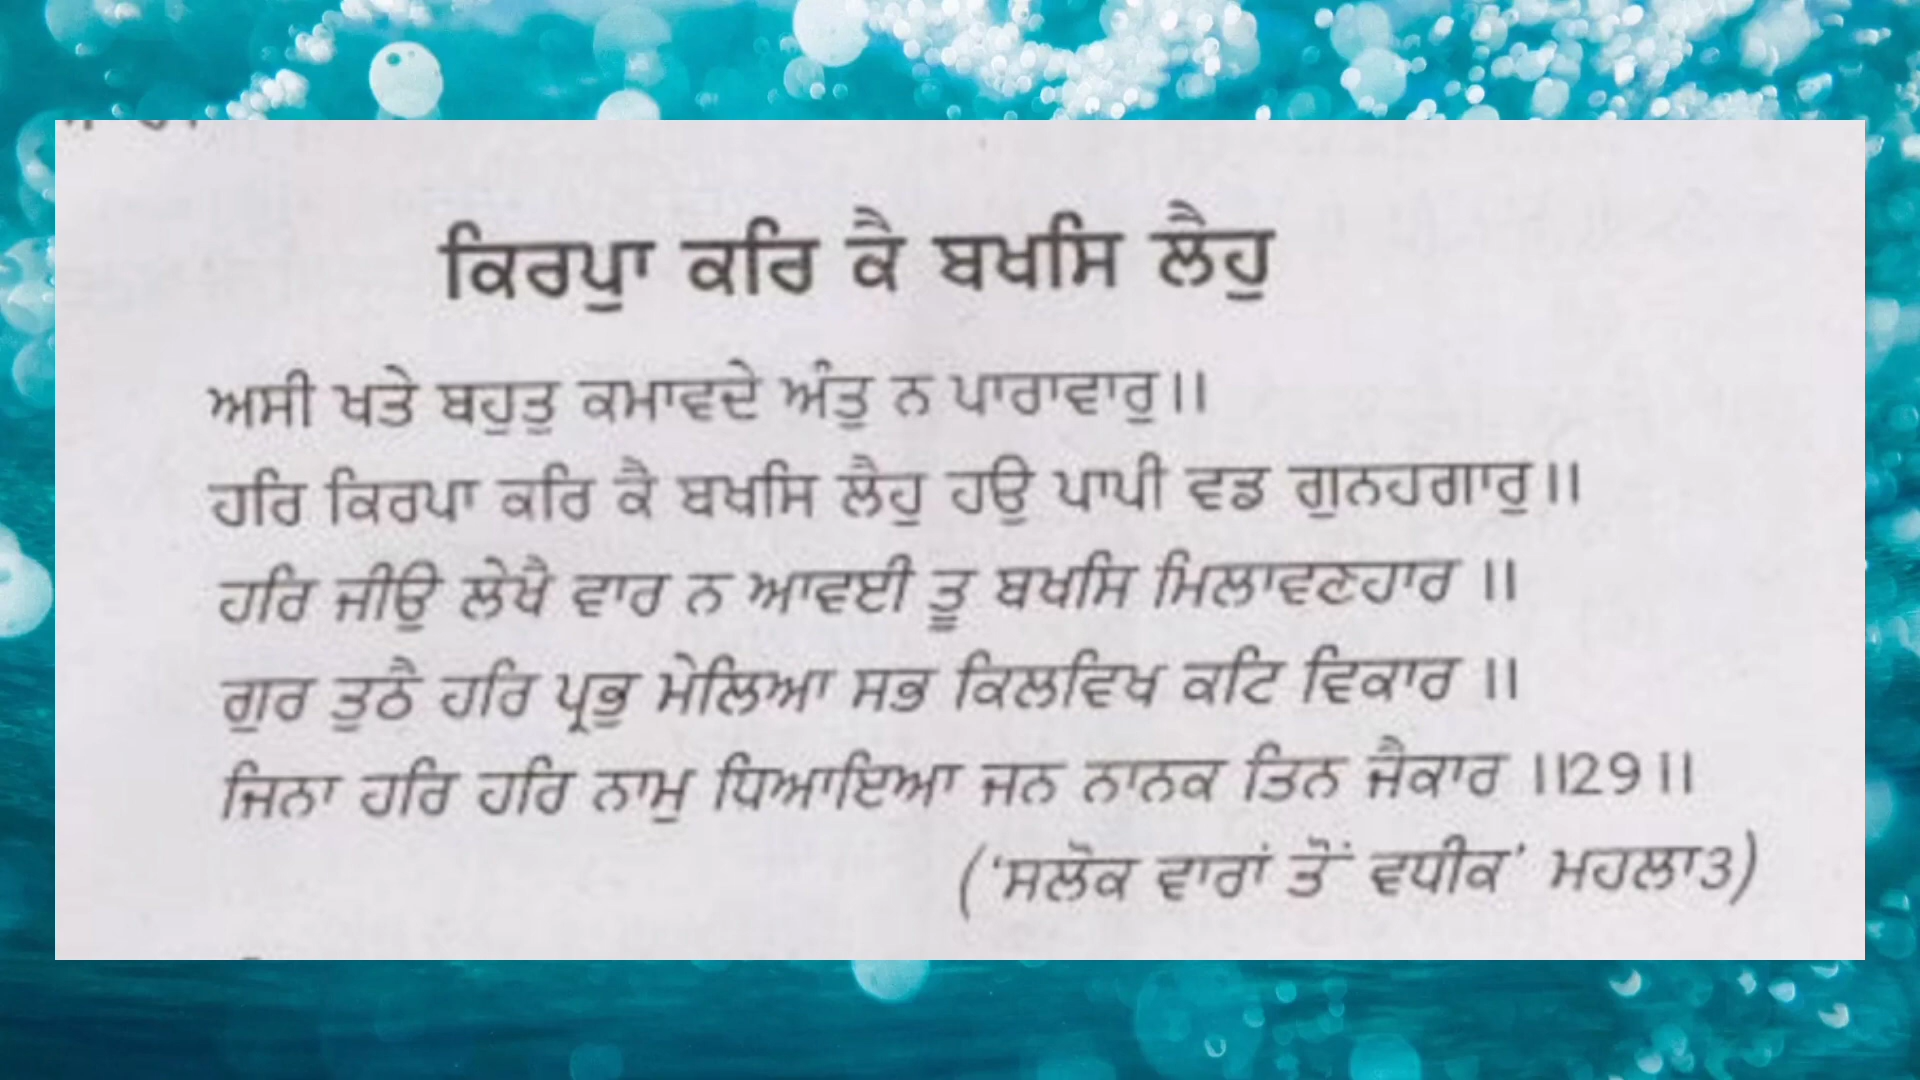 ਕਿਰਪੁਾ ਕਰਿ ਕੈ ਬਖਸਿ ਲੈਹੁ
ਅਸੀ ਖਤੇ ਬਹੁਤੁ ਕਮਾਵਦੇ ਅੰਤੁ ਨ ਪਾਰਾਵਾਰੁ।।
ਹਰਿ ਕਿਰਪਾ ਕਰਿ ਕੈ ਬਖਸਿ ਲੈਹੁ ਹਉ ਪਾਪੀ ਵਡ ਗੁਨਹਗਾਰੁ।।
ਹਰਿ ਜੀਉ ਲੇਖੈ ਵਾਰ ਨ ਆਵਈ ਤੂ ਬਖਸਿ ਮਿਲਾਵਣਹਾਰ ।।
ਗੁਰ ਤੁਠੈ ਹਰਿ ਪ੍ਰਭੁ ਮੇਲਿਆ ਸਭ ਕਿਲਵਿਖ ਕਟਿ ਵਿਕਾਰ ।।
ਜਿਨਾ ਹਰਿ ਹਰਿ ਨਾਮੁ ਧਿਆਇਆ ਜਨ ਨਾਨਕ ਤਿਨ ਜੈਕਾਰ ।।29।।
('ਸਲੋਕ ਵਾਰਾਂ ਤੋਂ ਵਧੀਕ' ਮਹਲਾ3)